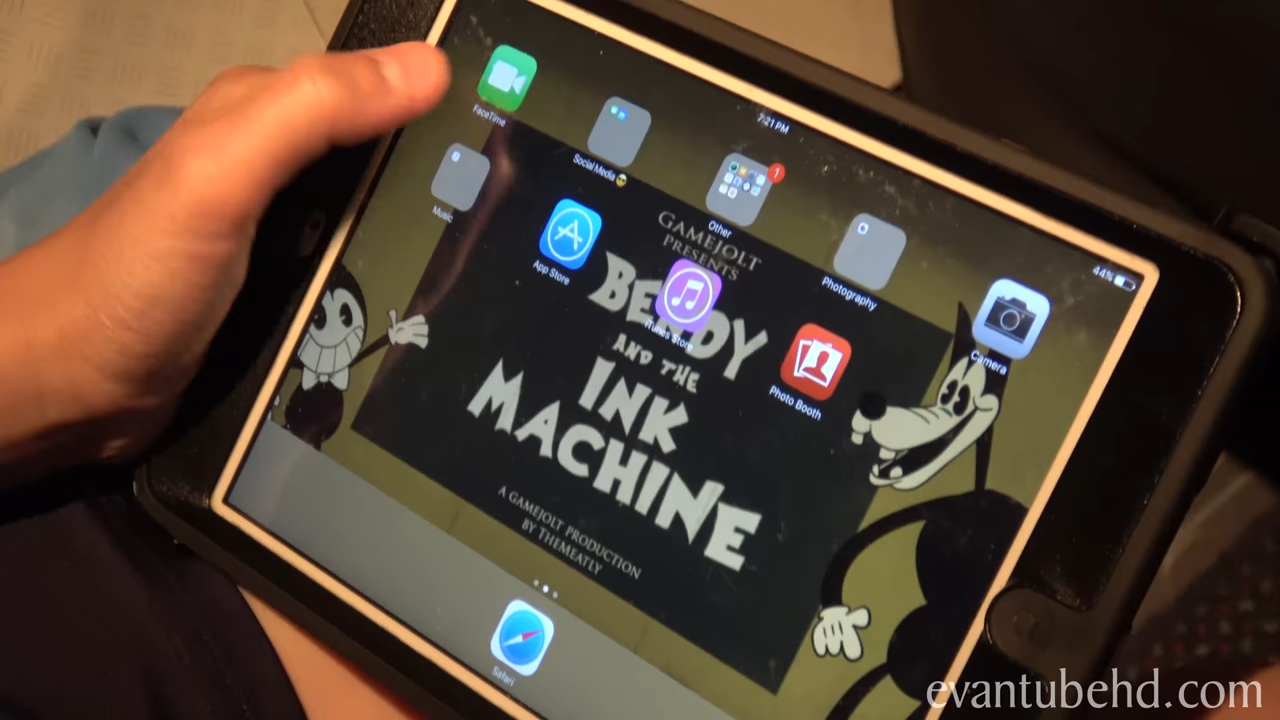 7:21 PM
44%
FaceTime
Social Media 😎
1
Other
Photography
Camera
Music
App Store
iTunes Store
Photo Booth
GAMEJOLT
PRESENTS
BENDY
AND THE
INK
MACHINE
A GAMEJOLT PRODUCTION
BY THEMEATLY
Safari
evantubehd.com